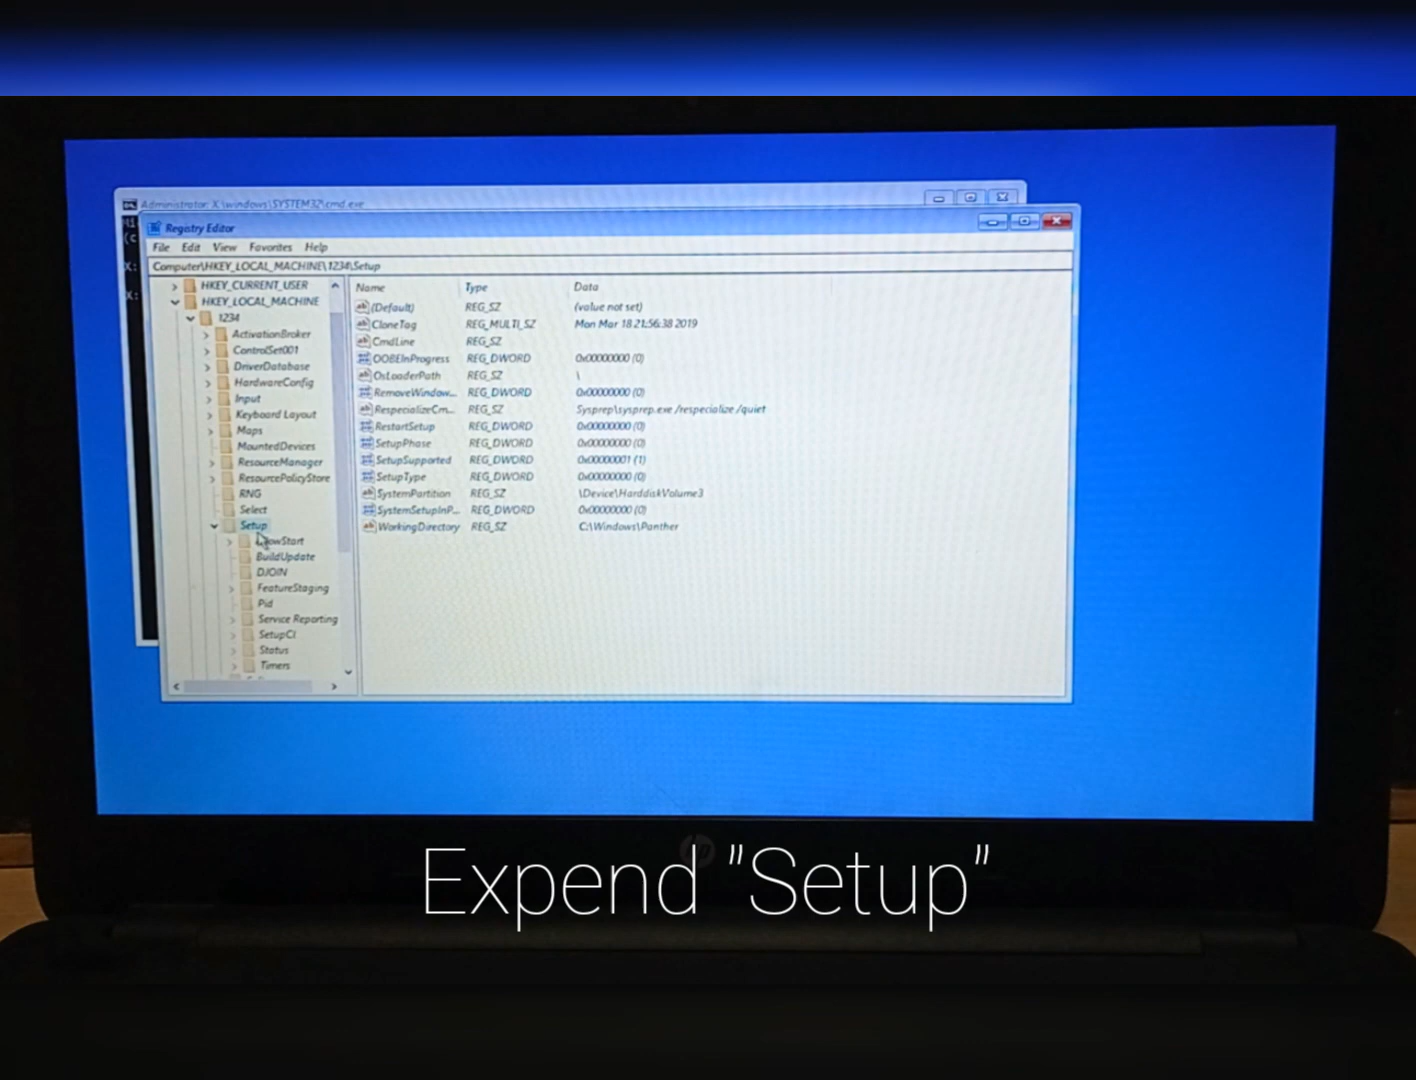 Administrator: X:\windows\SYSTEM32\cmd.exe
Registry Editor
File Edit View Favorites Help
Computer\HKEY_LOCAL_MACHINE\1234\Setup
HKEY_CURRENT_USER
HKEY_LOCAL_MACHINE
1234
ActivationBroker
ControlSet001
DriverDatabase
HardwareConfig
Input
Keyboard Layout
Maps
MountedDevices
ResourceManager
ResourcePolicyStore
RNG
Select
Setup
BuildUpdate
DJOIN
FeatureStaging
Pid
Service Reporting
SetupCl
Status
Timers
Name Type Data
(Default) REG_SZ (value not set)
CloneTag REG_MULTI_SZ Mon Mar 18 21:56:38 2019
CmdLine REG_SZ
OOBEInProgress REG_DWORD 0x00000000 (0)
OsLoaderPath REG_SZ \
RemoveWindow... REG_DWORD 0x00000000 (0)
RespecializeCm... REG_SZ Sysprep\sysprep.exe /respecialize /quiet
RestartSetup REG_DWORD 0x00000000 (0)
SetupPhase REG_DWORD 0x00000000 (0)
SetupSupported REG_DWORD 0x00000001 (1)
SetupType REG_DWORD 0x00000000 (0)
SystemPartition REG_SZ \Device\HarddiskVolume3
SystemSetupInP... REG_DWORD 0x00000000 (0)
WorkingDirectory REG_SZ C:\Windows\Panther
Expend "Setup"